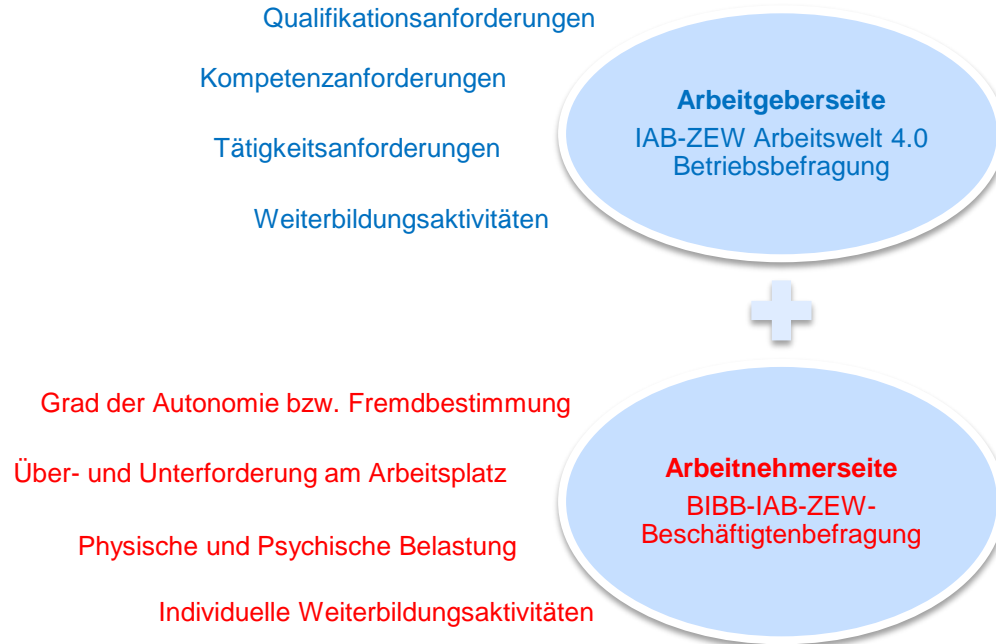 Qualifikationsanforderungen
Kompetenzanforderungen
Tätigkeitsanforderungen
Weiterbildungsaktivitäten
Arbeitgeberseite
IAB-ZEW Arbeitswelt 4.0
Betriebsbefragung
Grad der Autonomie bzw. Fremdbestimmung
Über- und Unterforderung am Arbeitsplatz
Physische und Psychische Belastung
Individuelle Weiterbildungsaktivitäten
Arbeitnehmerseite
BIBB-IAB-ZEW-
Beschäftigtenbefragung